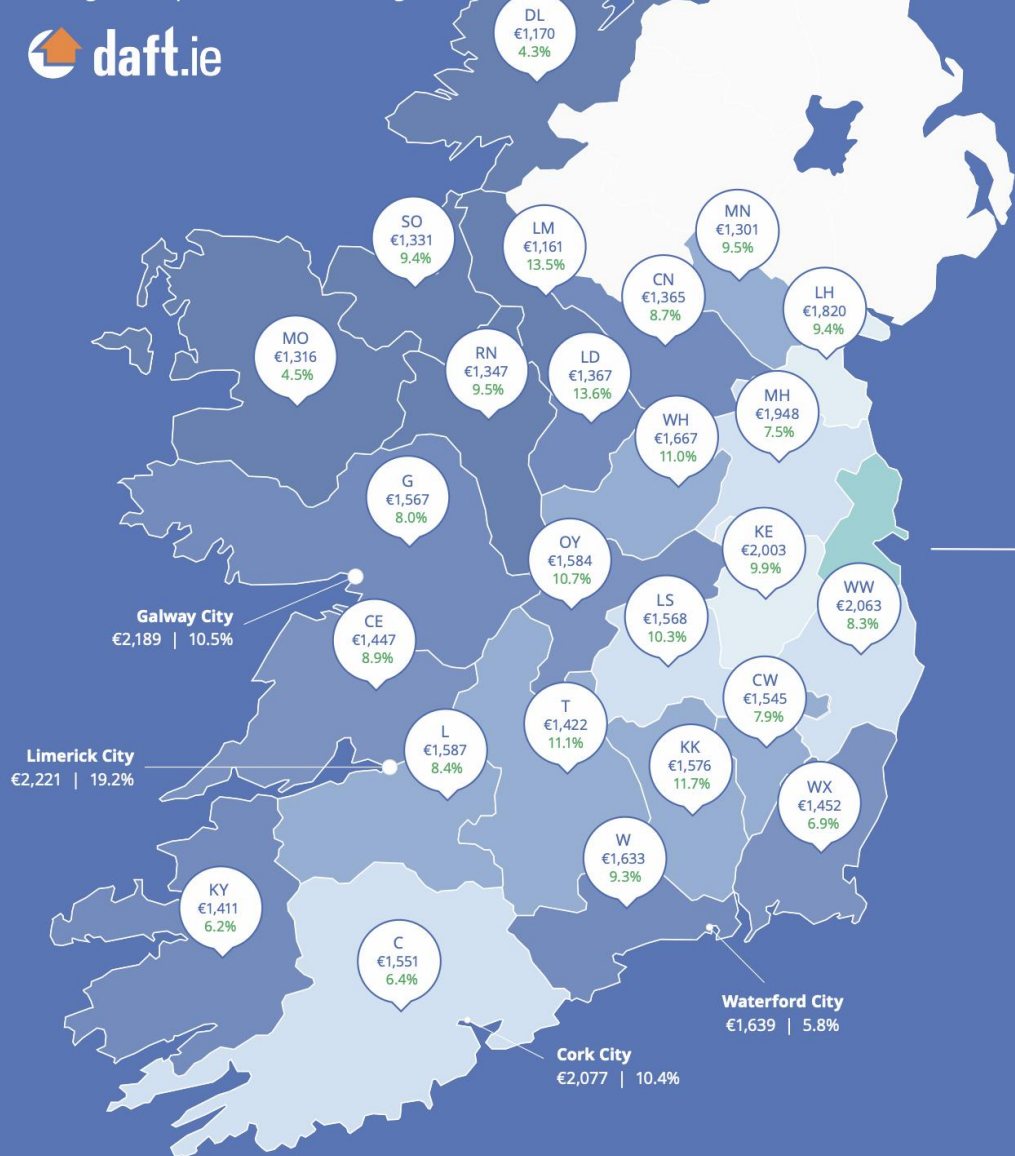 daft.ie
DL
€1,170
4.3%
SO
€1,331
9.4%
LM
€1,161
13.5%
MN
€1,301
9.5%
CN
€1,365
8.7%
LH
€1,820
9.4%
MO
€1,316
4.5%
RN
€1,347
9.5%
LD
€1,367
13.6%
MH
€1,948
7.5%
WH
€1,667
11.0%
G
€1,567
8.0%
OY
€1,584
10.7%
KE
€2,003
9.9%
WW
€2,063
8.3%
LS
€1,568
10.3%
Galway City
€2,189 | 10.5%
CE
€1,447
8.9%
CW
€1,545
7.9%
T
€1,422
11.1%
L
€1,587
8.4%
KK
€1,576
11.7%
Limerick City
€2,221 | 19.2%
WX
€1,452
6.9%
W
€1,633
9.3%
KY
€1,411
6.2%
C
€1,551
6.4%
Waterford City
€1,639 | 5.8%
Cork City
€2,077 | 10.4%